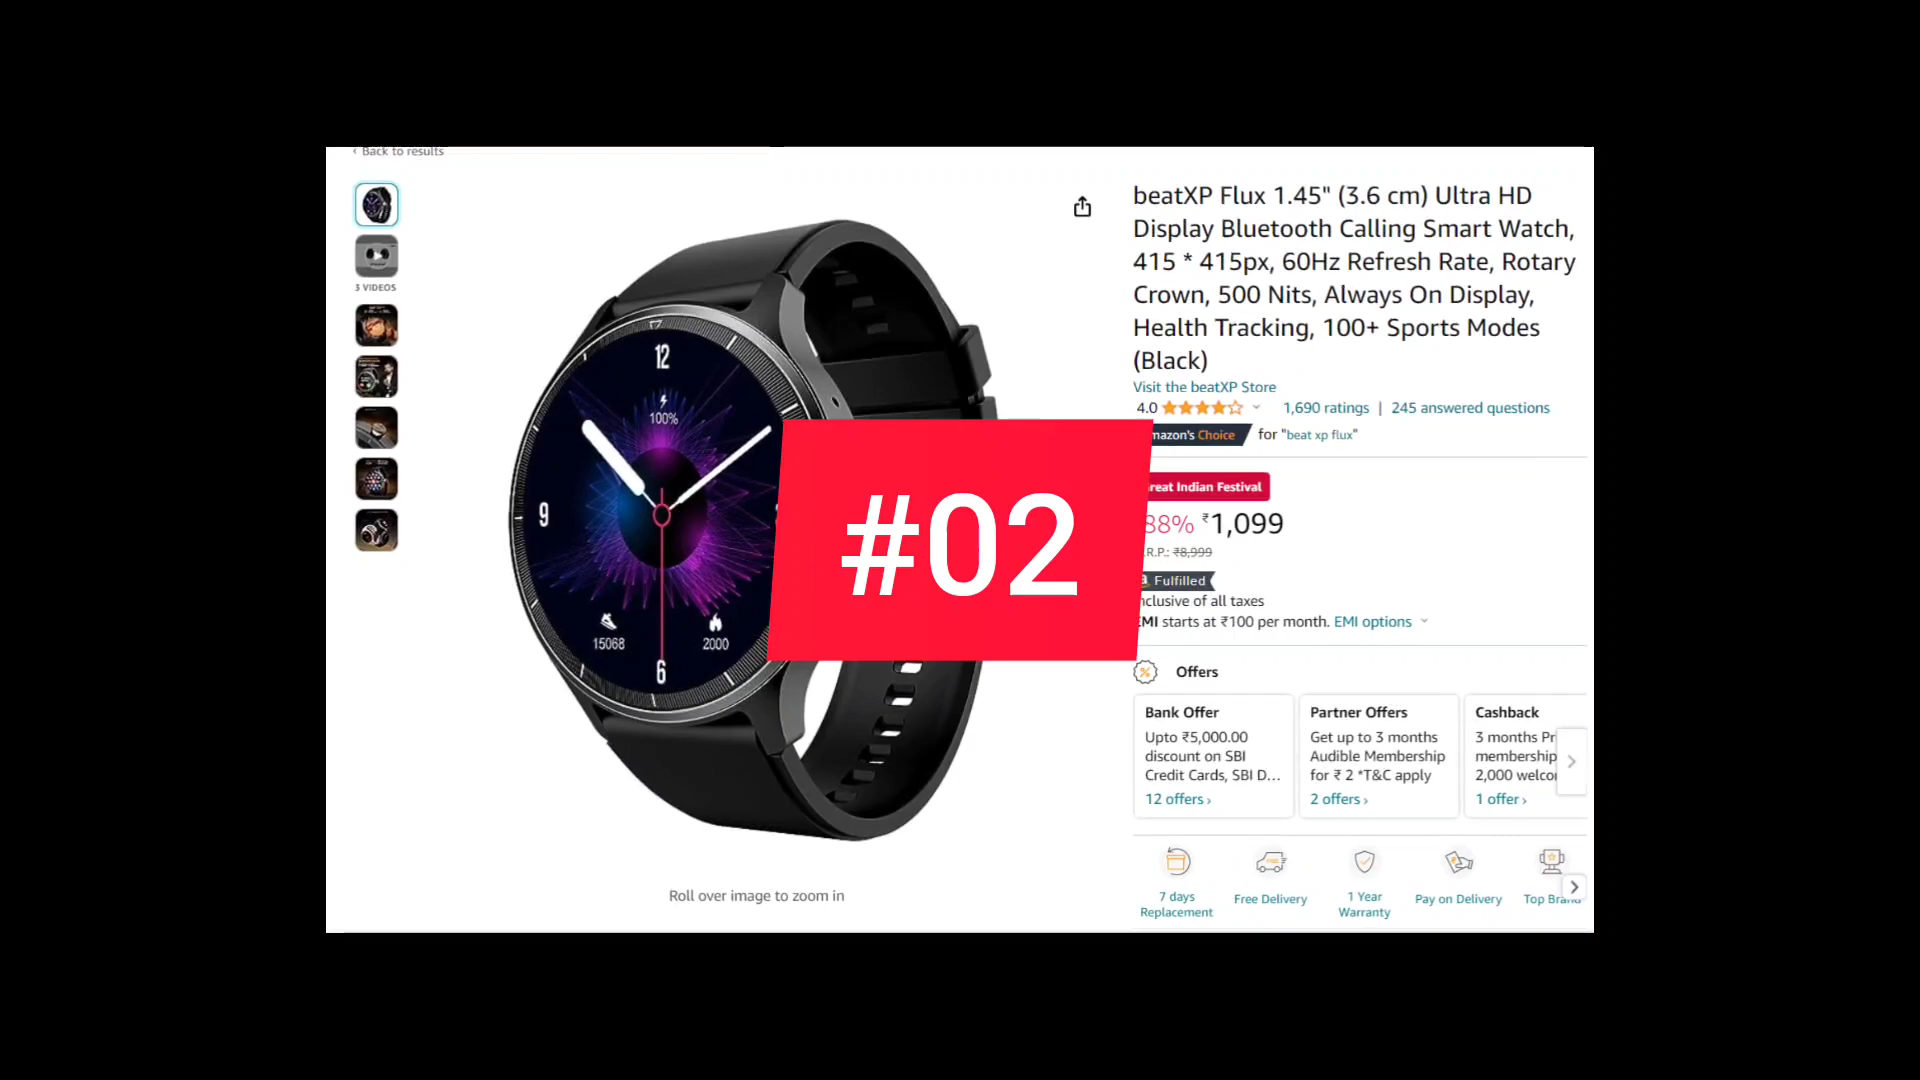 Back to results
3 VIDEOS
12
100%
9
15068
2000
6
Roll over image to zoom in
#02
beatXP Flux 1.45" (3.6 cm) Ultra HD
Display Bluetooth Calling Smart Watch,
415 * 415px, 60Hz Refresh Rate, Rotary
Crown, 500 Nits, Always On Display,
Health Tracking, 100+ Sports Modes
(Black)
Visit the beatXP Store
4.0 1,690 ratings | 245 answered questions
mazon's Choice for "beat xp flux"
reat Indian Festival
88% ₹1,099
R.P.: ₹8,999
Fulfilled
nclusive of all taxes
EMI starts at ₹100 per month. EMI options
Offers
Bank Offer
Upto ₹5,000.00
discount on SBI
Credit Cards, SBI D...
12 offers ›
Partner Offers
Get up to 3 months
Audible Membership
for ₹ 2 *T&C apply
2 offers ›
Cashback
3 months Pr
membership
2,000 welco
1 offer ›
7 days
Replacement
Free Delivery
1 Year
Warranty
Pay on Delivery
Top Brand